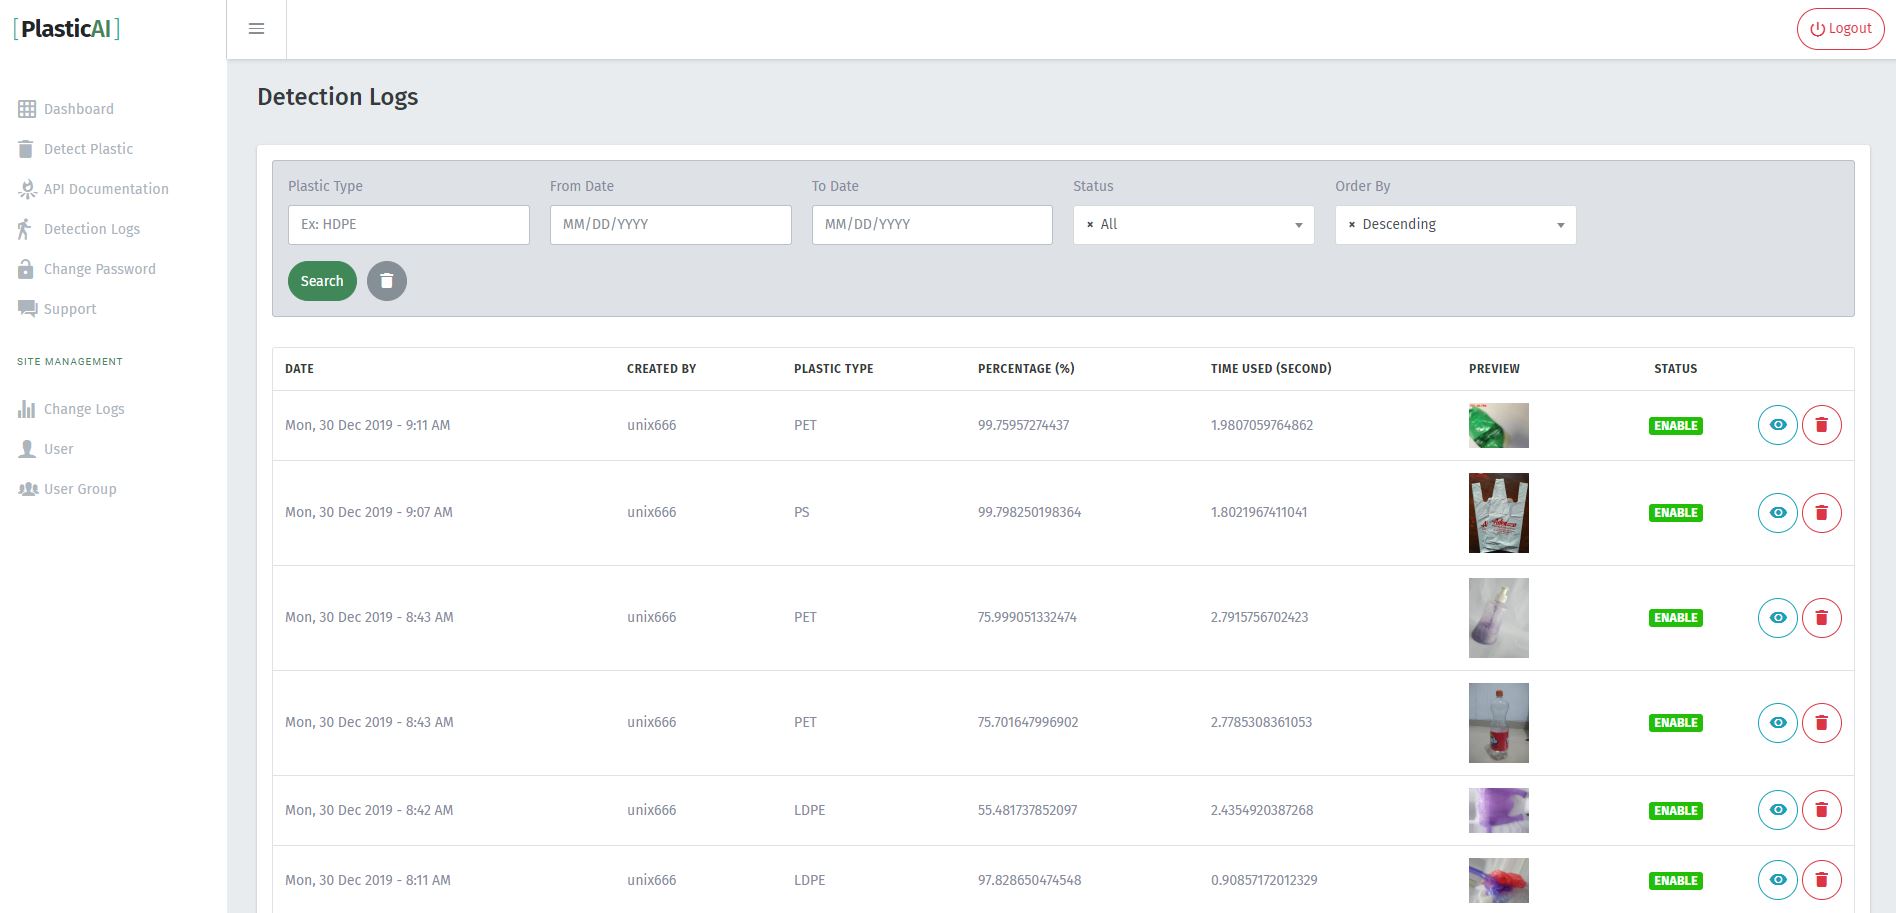 [PlasticAI]
Logout
Dashboard
Detect Plastic
API Documentation
Detection Logs
Change Password
Support
SITE MANAGEMENT
Change Logs
User
User Group
Detection Logs
Plastic Type From Date To Date Status Order By
Ex: HDPE MM/DD/YYYY MM/DD/YYYY × All × Descending
Search
DATE CREATED BY PLASTIC TYPE PERCENTAGE (%) TIME USED (SECOND) PREVIEW STATUS
Mon, 30 Dec 2019 - 9:11 AM unix666 PET 99.75957274437 1.9807059764862 ENABLE
Mon, 30 Dec 2019 - 9:07 AM unix666 PS 99.798250198364 1.8021967411041 ENABLE
Mon, 30 Dec 2019 - 8:43 AM unix666 PET 75.999051332474 2.7915756702423 ENABLE
Mon, 30 Dec 2019 - 8:43 AM unix666 PET 75.701647996902 2.7785308361053 ENABLE
Mon, 30 Dec 2019 - 8:42 AM unix666 LDPE 55.481737852097 2.4354920387268 ENABLE
Mon, 30 Dec 2019 - 8:11 AM unix666 LDPE 97.828650474548 0.90857172012329 ENABLE